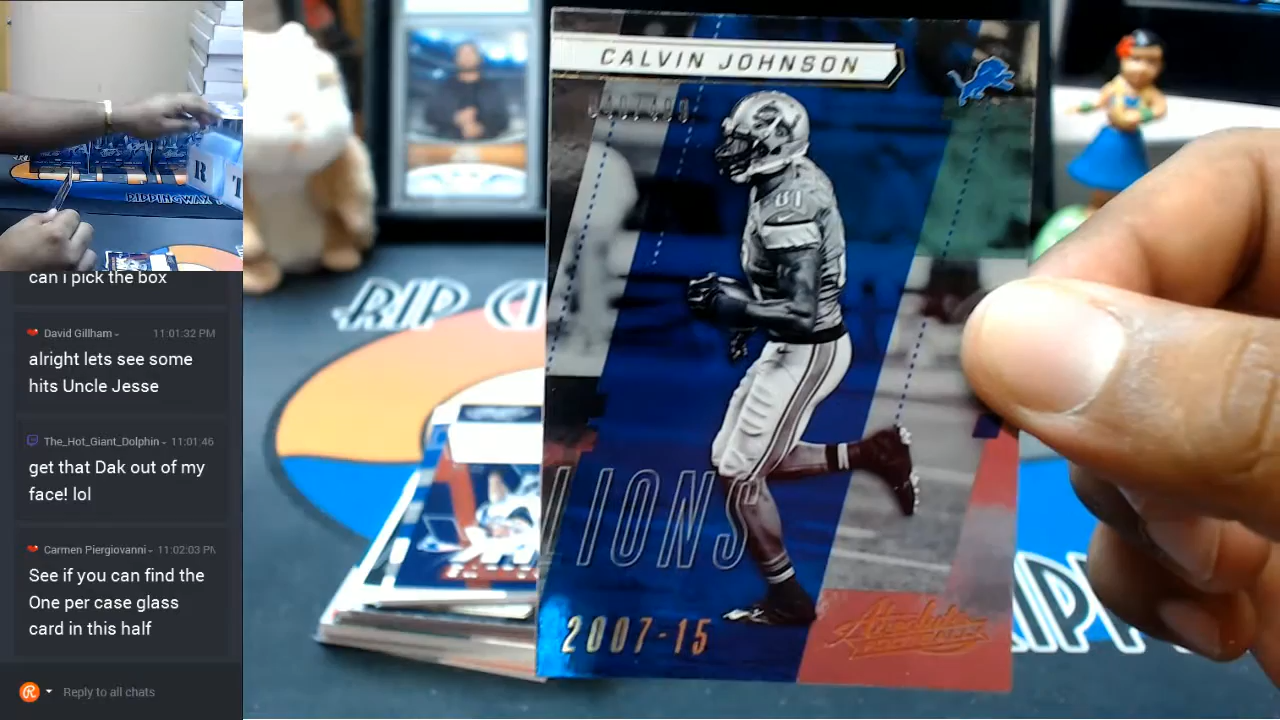 CALVIN JOHNSON
81
LIONS
2007-15
Absolute
RIP
RIPPINGWAX
R
T
can i pick the box
David Gillham
11:01:32 PM
alright lets see some
hits Uncle Jesse
The_Hot_Giant_Dolphin
11:01:46
get that Dak out of my
face! lol
Carmen Piergiovanni
11:02:03 PM
See if you can find the
One per case glass
card in this half
Reply to all chats